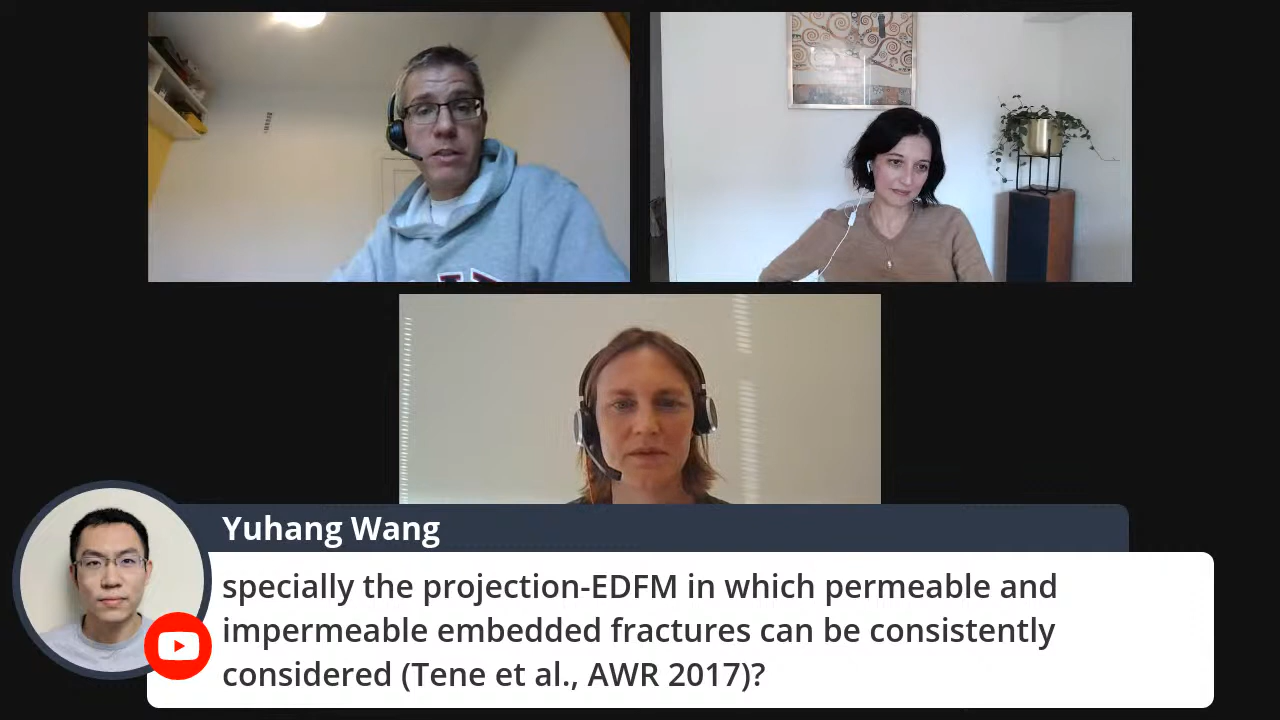 Yuhang Wang
specially the projection-EDFM in which permeable and
impermeable embedded fractures can be consistently
considered (Tene et al., AWR 2017)?